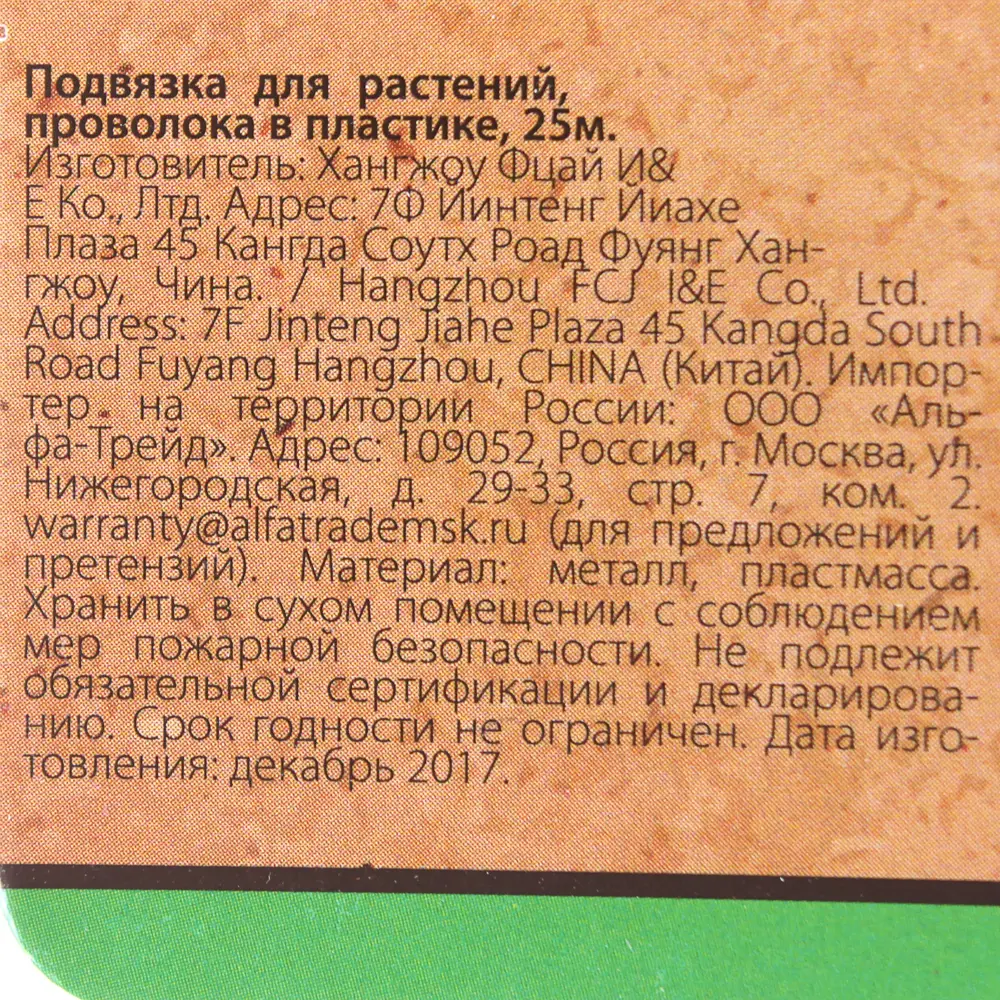 Подвязка для растений,
проволока в пластике, 25м.
Изготовитель: Хангжоу Фцай И&
Е Ко., Лтд. Адрес: 7Ф Йинтенг Йиахе
Плаза 45 Кангда Соутх Роад Фуянг Хан-
гжоу, Чина. / Hangzhou FCJ I&E Co., Ltd.
Address: 7F Jinteng Jiahe Plaza 45 Kangda South
Road Fuyang Hangzhou, CHINA (Китай). Импор-
тер на территории России: ООО «Аль-
фа-Трейд». Адрес: 109052, Россия, г. Москва, ул.
Нижегородская, д. 29-33, стр. 7, ком. 2.
warranty@alfatrademsk.ru (для предложений и
претензий). Материал: металл, пластмасса.
Хранить в сухом помещении с соблюдением
мер пожарной безопасности. Не подлежит
обязательной сертификации и декларирова-
нию. Срок годности не ограничен. Дата изго-
товления: декабрь 2017.